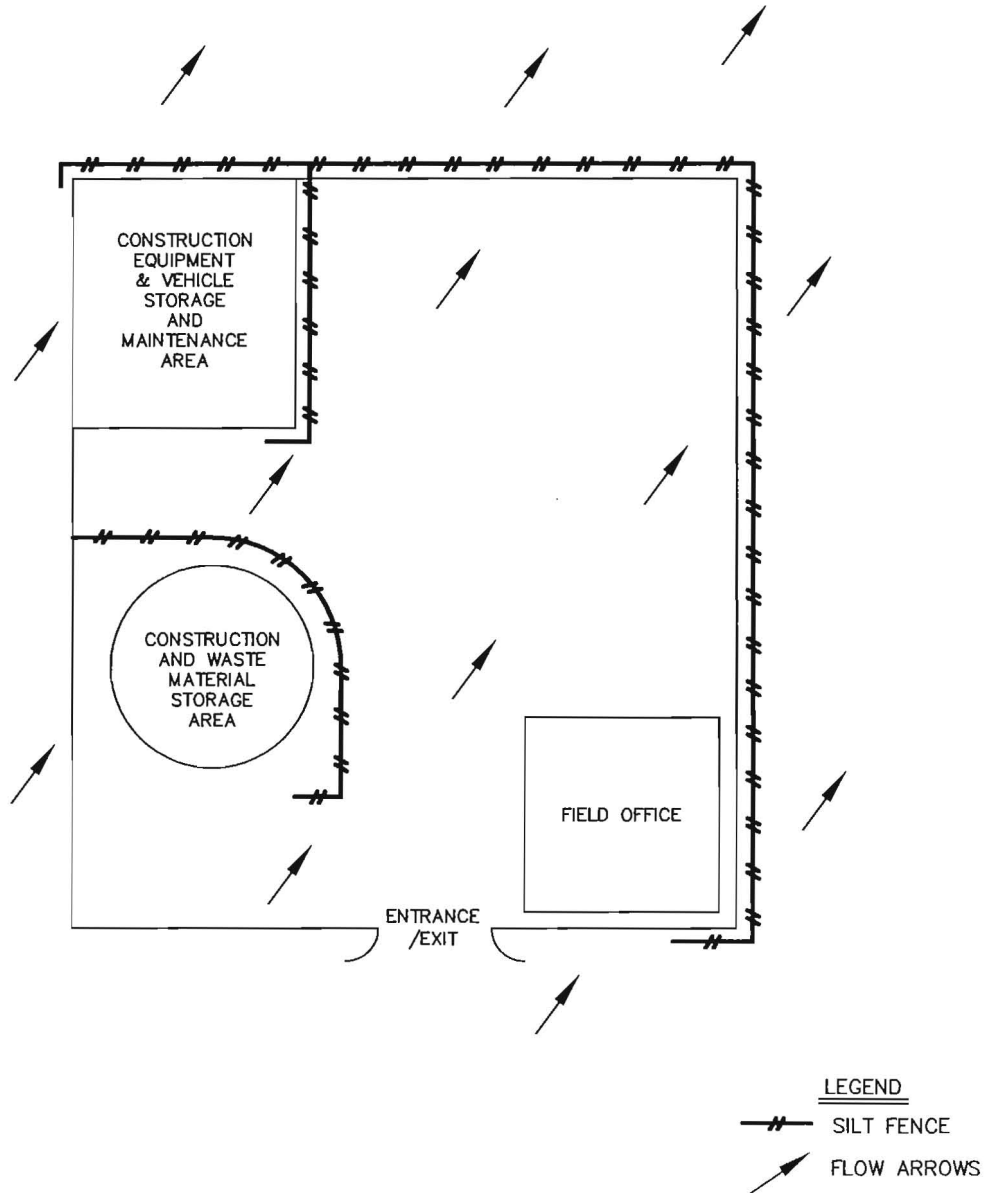 CONSTRUCTION
EQUIPMENT
& VEHICLE
STORAGE
AND
MAINTENANCE
AREA
CONSTRUCTION
AND WASTE
MATERIAL
STORAGE
AREA
FIELD OFFICE
ENTRANCE
/EXIT
LEGEND
SILT FENCE
FLOW ARROWS